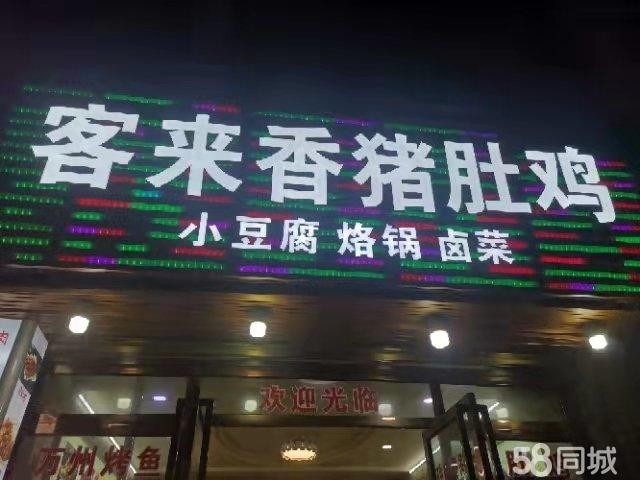 客来香猪肚鸡
小豆腐 烙锅 卤菜
欢迎光临
万州烤鱼
58同城